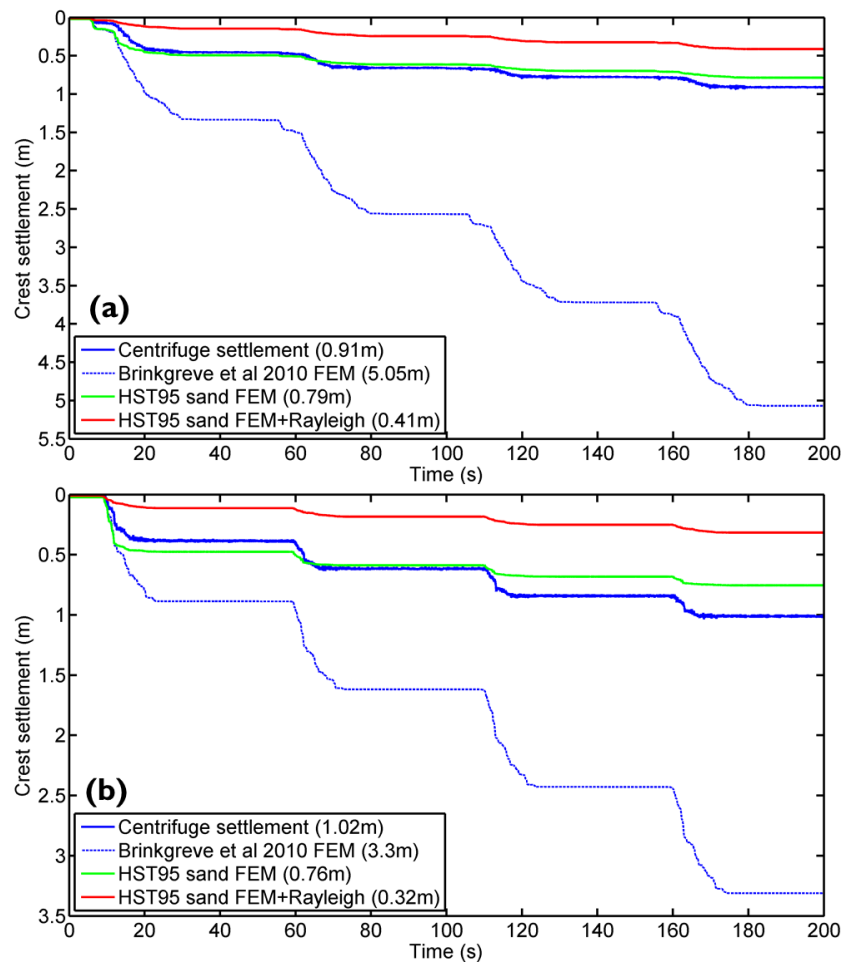 0
0.5
1
1.5
2
2.5
3
3.5
4
4.5
5
5.5
Crest settlement (m)
(a)
Centrifuge settlement (0.91m)
Brinkgreve et al 2010 FEM (5.05m)
HST95 sand FEM (0.79m)
HST95 sand FEM+Rayleigh (0.41m)
0 20 40 60 80 100 120 140 160 180 200
Time (s)
0
0.5
1
1.5
2
2.5
3
3.5
Crest settlement (m)
(b)
Centrifuge settlement (1.02m)
Brinkgreve et al 2010 FEM (3.3m)
HST95 sand FEM (0.76m)
HST95 sand FEM+Rayleigh (0.32m)
0 20 40 60 80 100 120 140 160 180 200
Time (s)